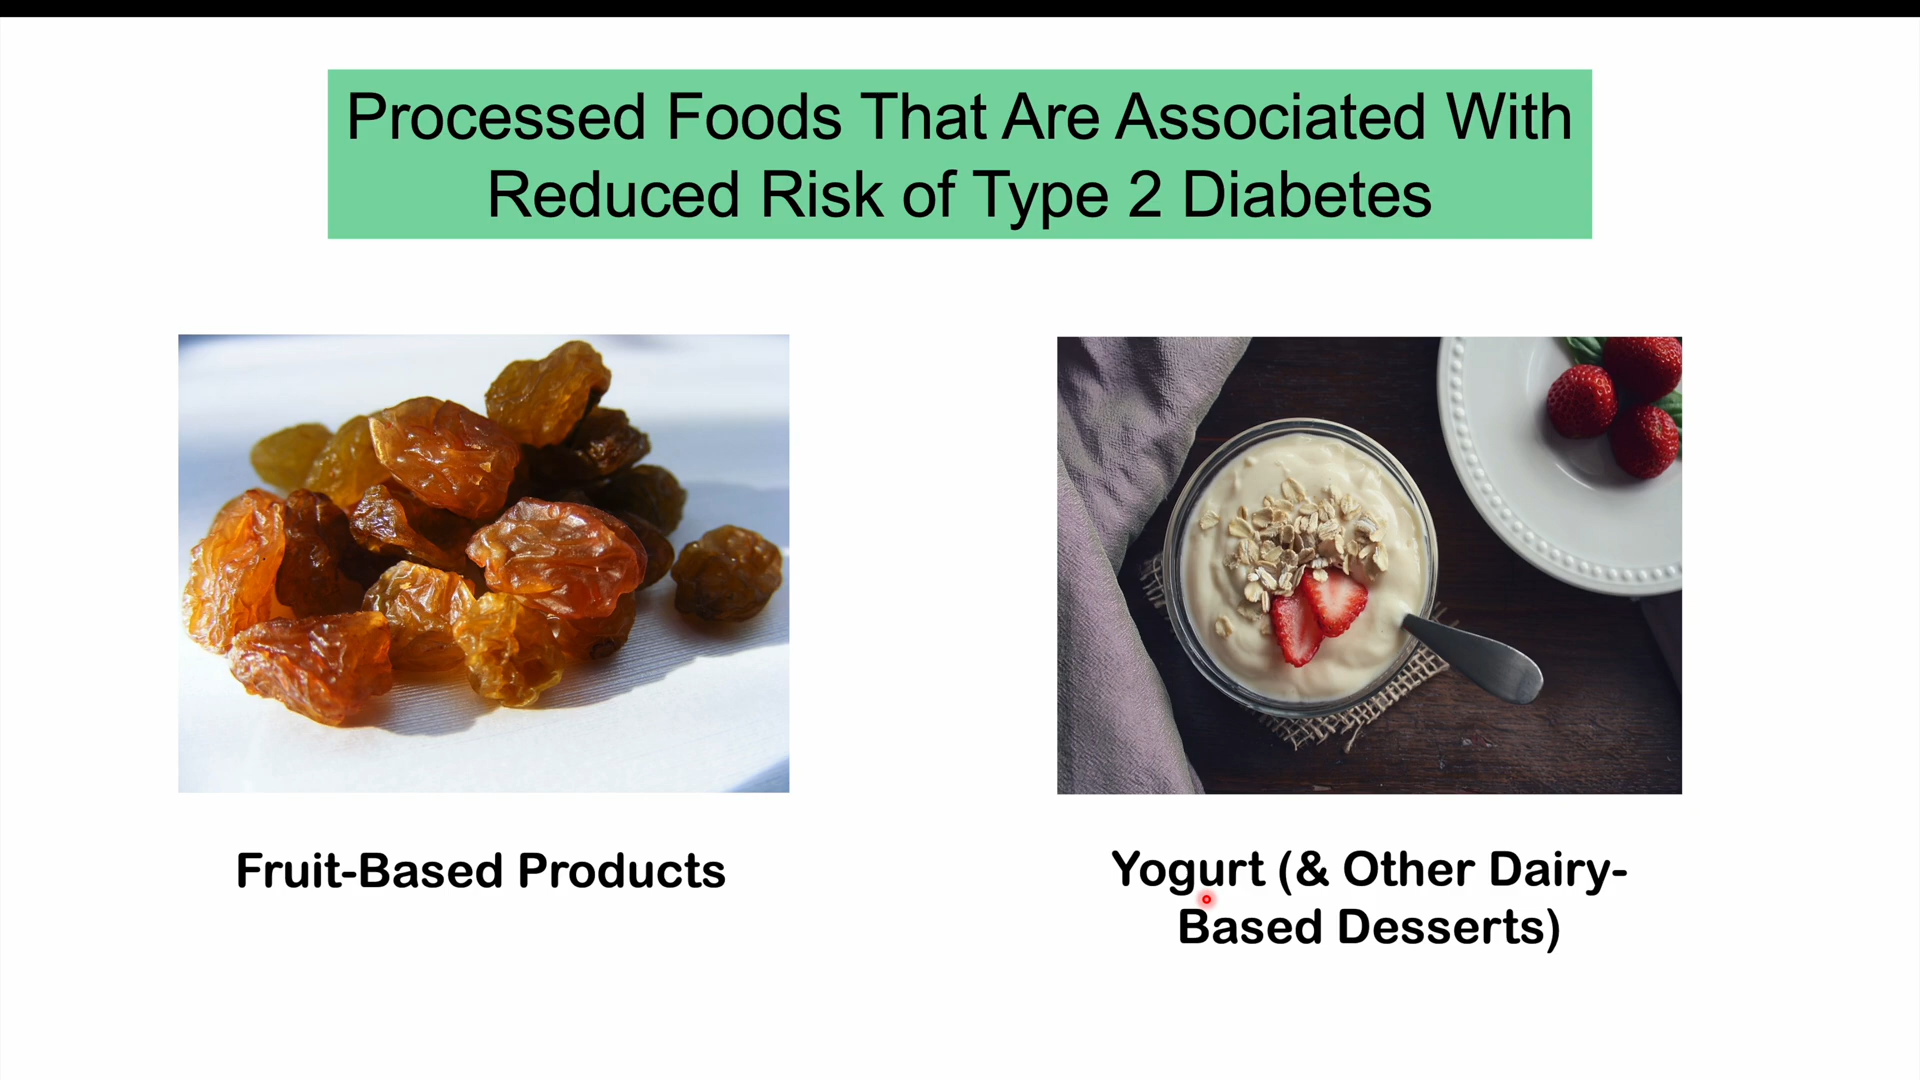 Processed Foods That Are Associated With
Reduced Risk of Type 2 Diabetes
Fruit-Based Products
Yogurt (& Other Dairy-
Based Desserts)